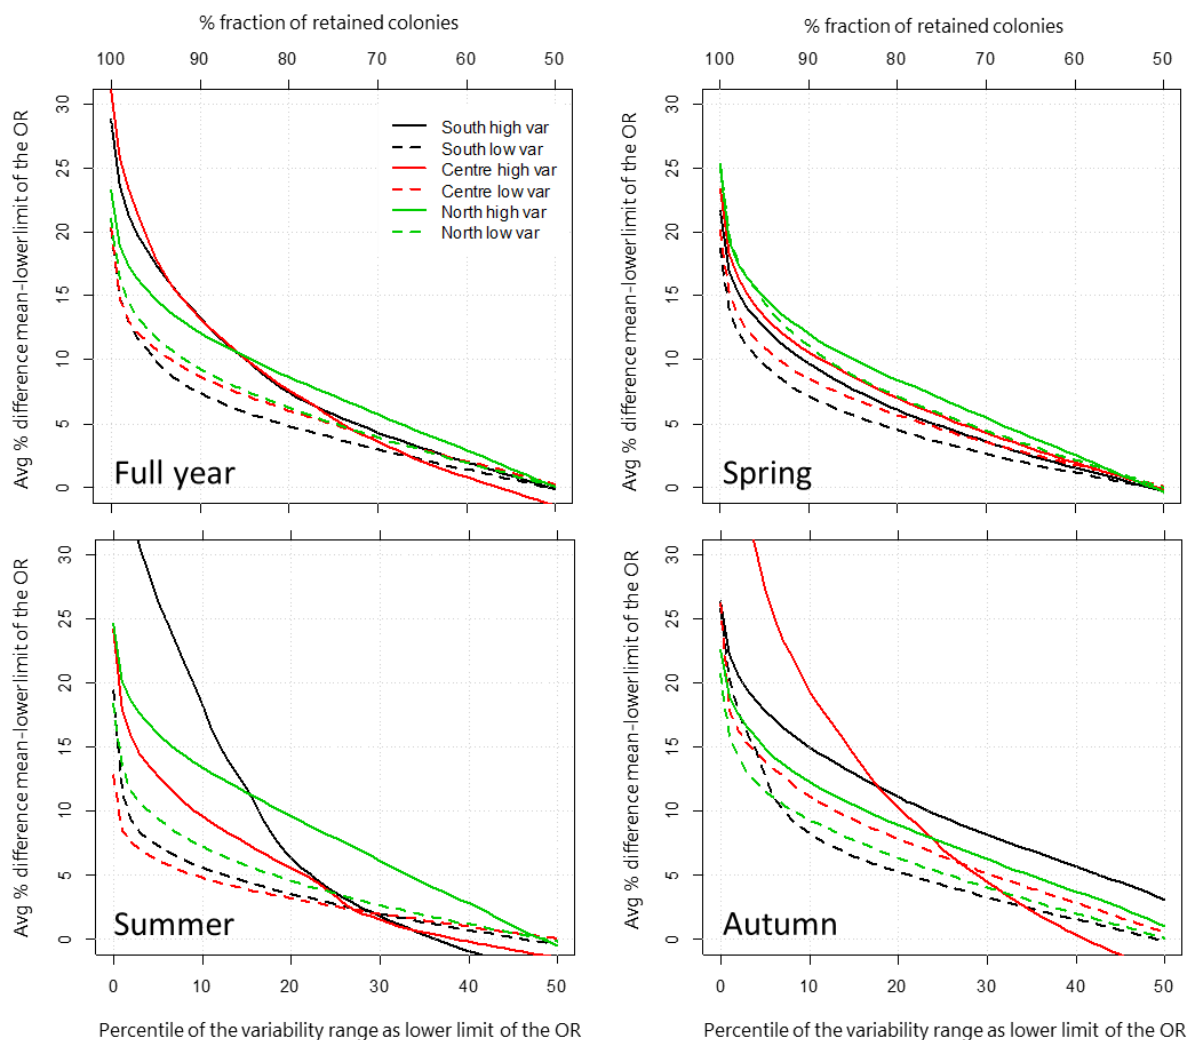 % fraction of retained colonies
% fraction of retained colonies
100 90 80 70 60 50
100 90 80 70 60 50
Avg % difference mean-lower limit of the OR
30
25
20
15
10
5
0
South high var
South low var
Centre high var
Centre low var
North high var
North low var
Full year
Avg % difference mean-lower limit of the OR
30
25
20
15
10
5
0
Spring
Avg % difference mean-lower limit of the OR
30
25
20
15
10
5
0
Summer
Avg % difference mean-lower limit of the OR
30
25
20
15
10
5
0
Autumn
0 10 20 30 40 50
0 10 20 30 40 50
Percentile of the variability range as lower limit of the OR
Percentile of the variability range as lower limit of the OR